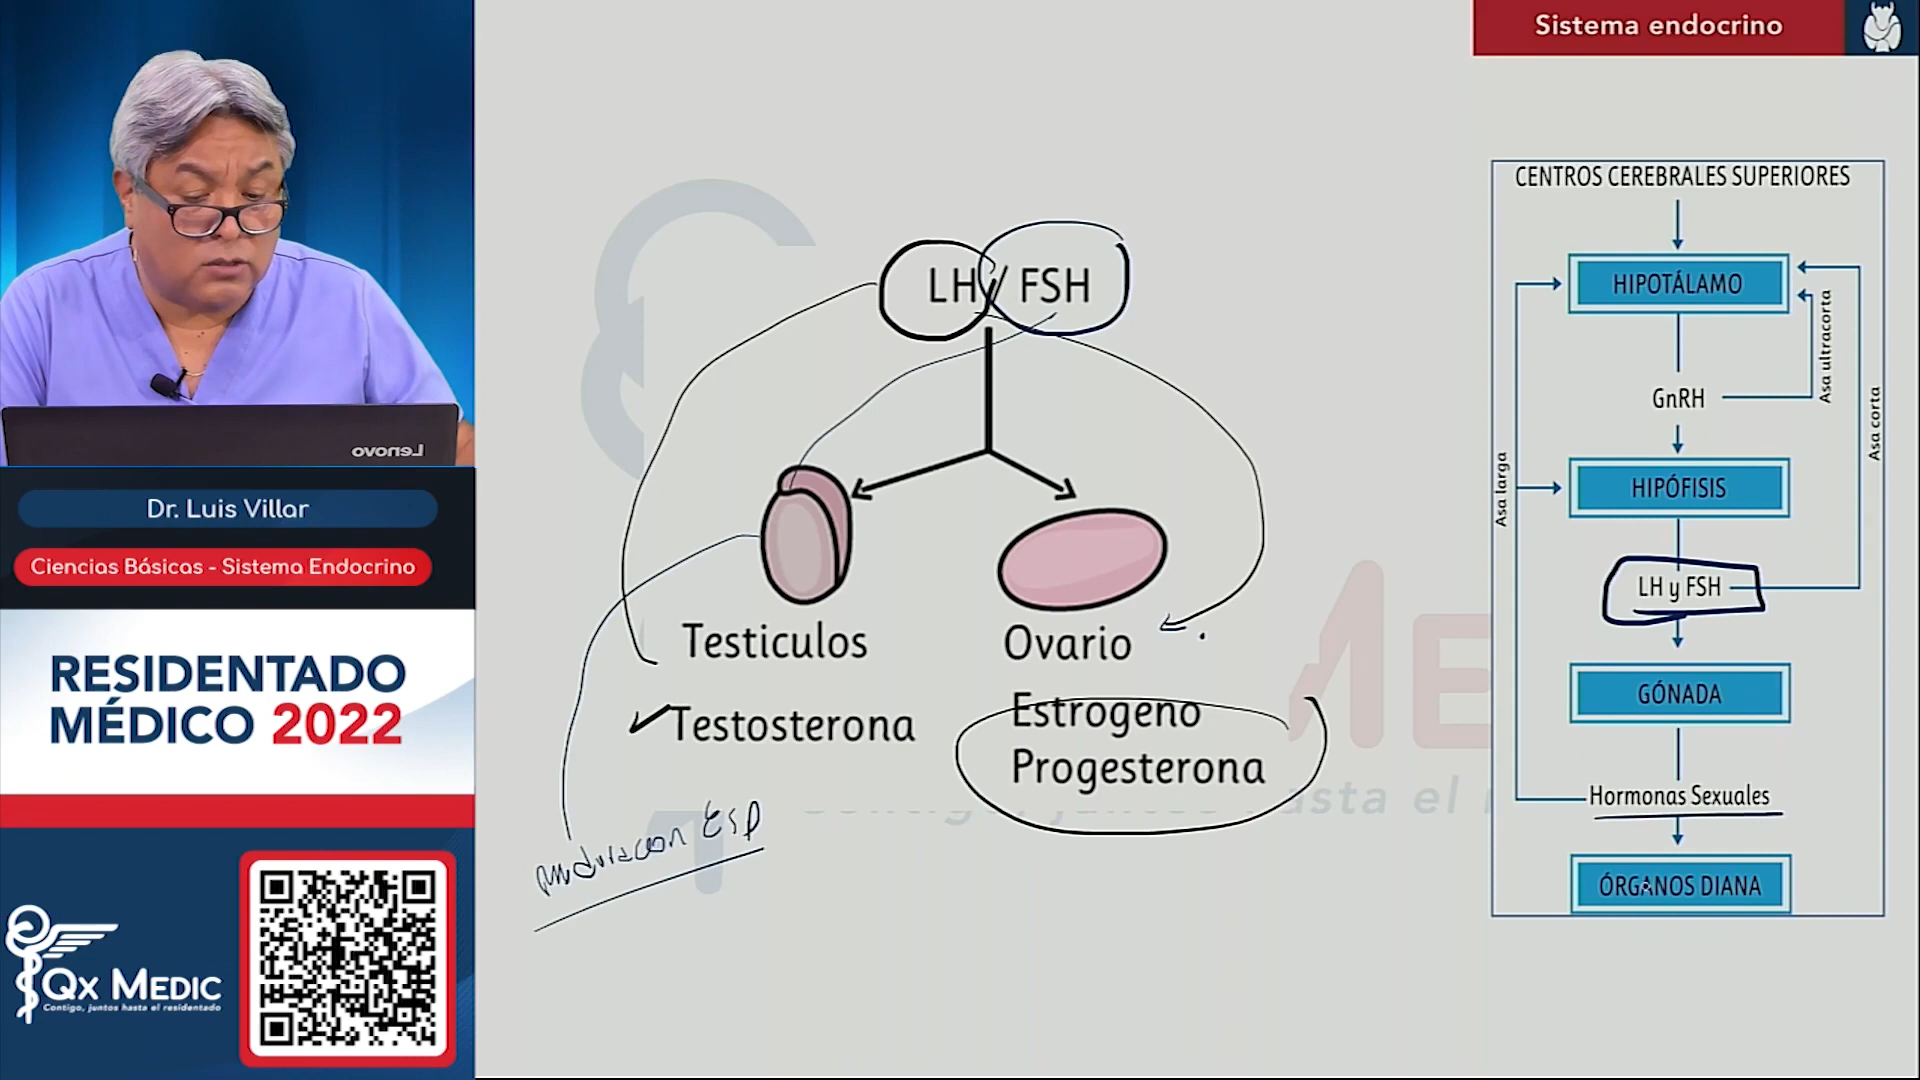 Sistema endocrino
Lenovo
Dr. Luis Villar
Ciencias Básicas - Sistema Endocrino
RESIDENTADO
MÉDICO 2022
QX MEDIC
Contigo, juntos hasta el residentado
LH / FSH
Testiculos
Testosterona
Ovario
Estrogeno
Progesterona
CENTROS CEREBRALES SUPERIORES
HIPOTÁLAMO
GnRH
Asa ultracorta
Asa corta
Asa larga
HIPÓFISIS
LH y FSH
GÓNADA
Hormonas Sexuales
ÓRGANOS DIANA